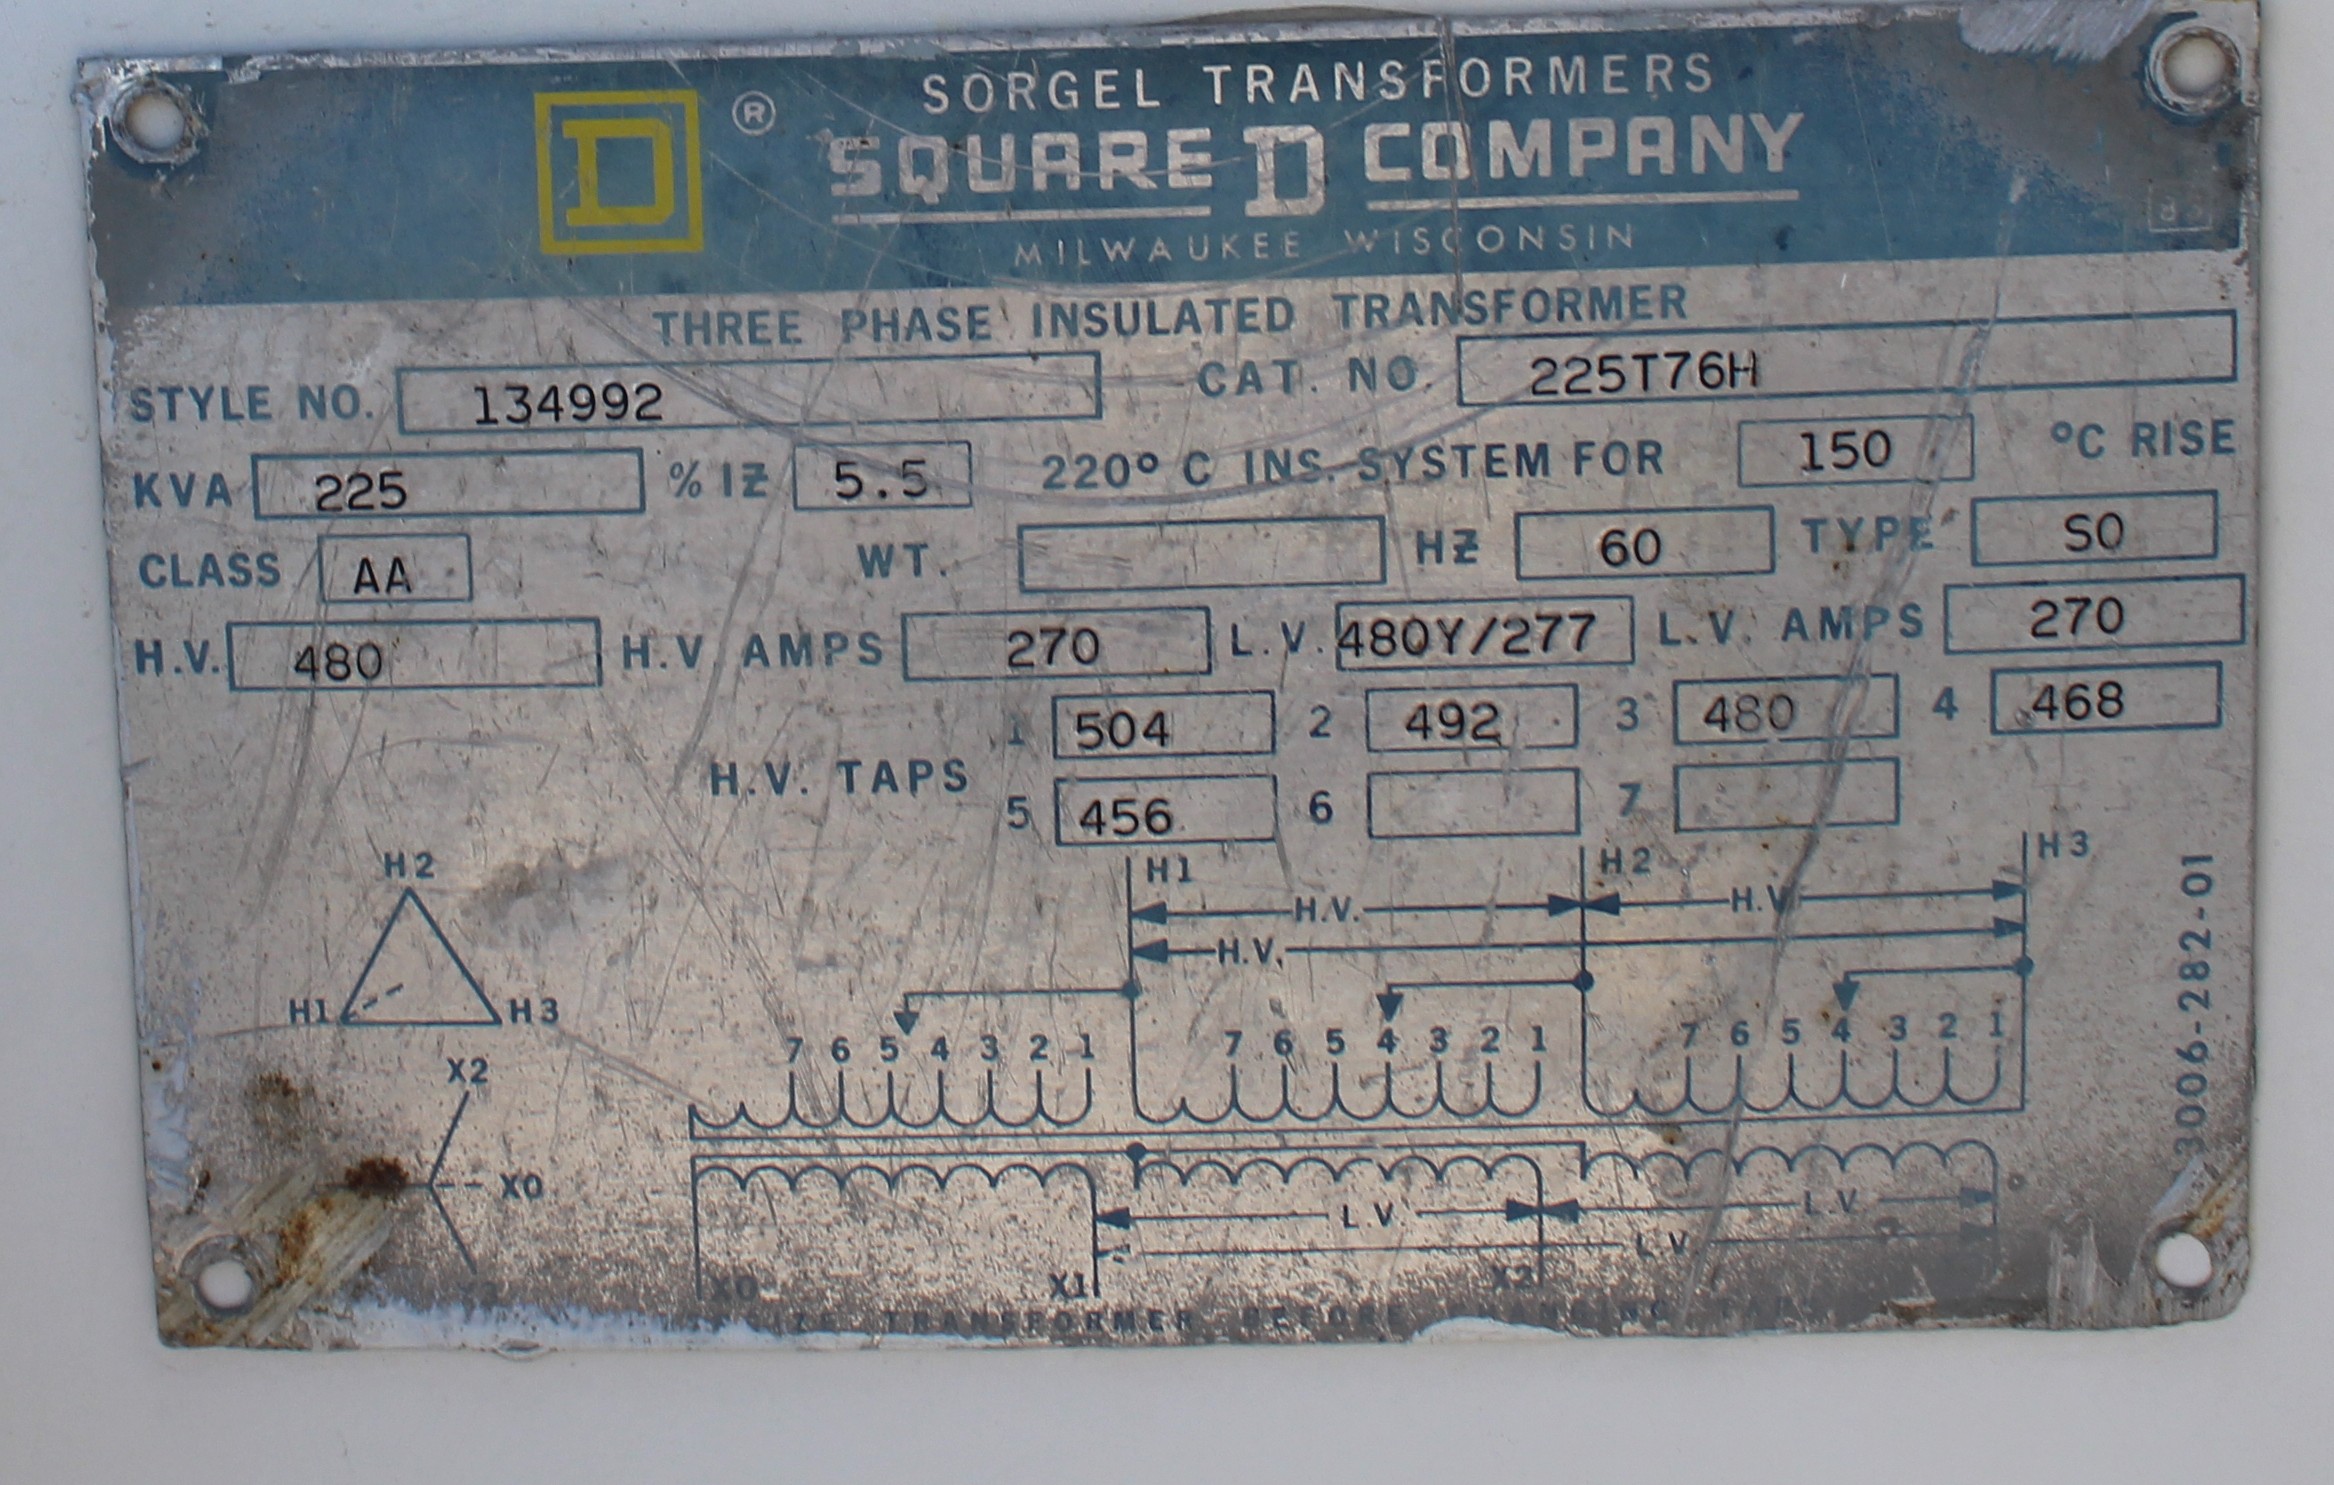 D ® SORGEL TRANSFORMERS
SQUARE D COMPANY
MILWAUKEE WISCONSIN
THREE PHASE INSULATED TRANSFORMER
STYLE NO. 134992 CAT. NO. 225T76H
KVA 225 % IZ 5.5 220° C INS. SYSTEM FOR 150 °C RISE
CLASS AA WT. HZ 60 TYPE SO
H.V. 480 H.V. AMPS 270 L.V. 480Y/277 L.V. AMPS 270
H.V. TAPS
1 504 2 492 3 480 4 468
5 456 6 7
H2
H1 H3
X2
X0
H1 H2 H3
H.V. H.V.
H.V.
7 6 5 4 3 2 1 7 6 5 4 3 2 1 7 6 5 4 3 2 1
L.V. L.V.
L.V.
X0 X1 X2
TRANSFORMER BEFORE CHANGING
33006-282-01